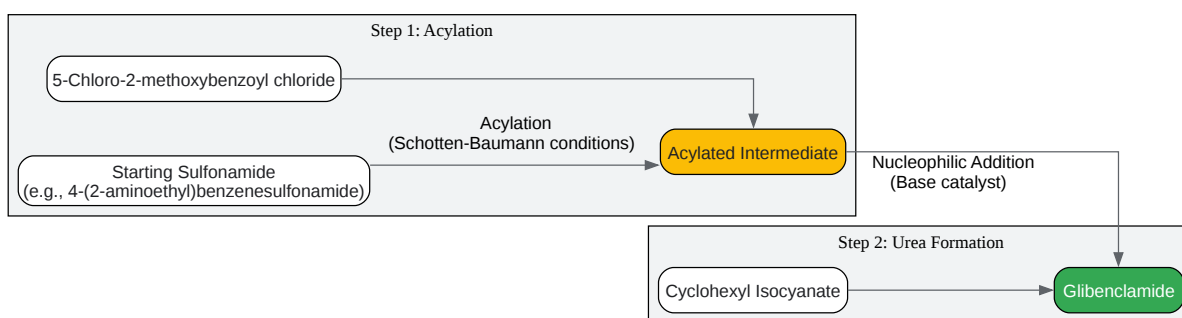 Step 1: Acylation
5-Chloro-2-methoxybenzoyl chloride
Acylation
(Schotten-Baumann conditions)
Acylated Intermediate
Starting Sulfonamide
(e.g., 4-(2-aminoethyl)benzenesulfonamide)
Nucleophilic Addition
(Base catalyst)
Step 2: Urea Formation
Cyclohexyl Isocyanate
Glibenclamide